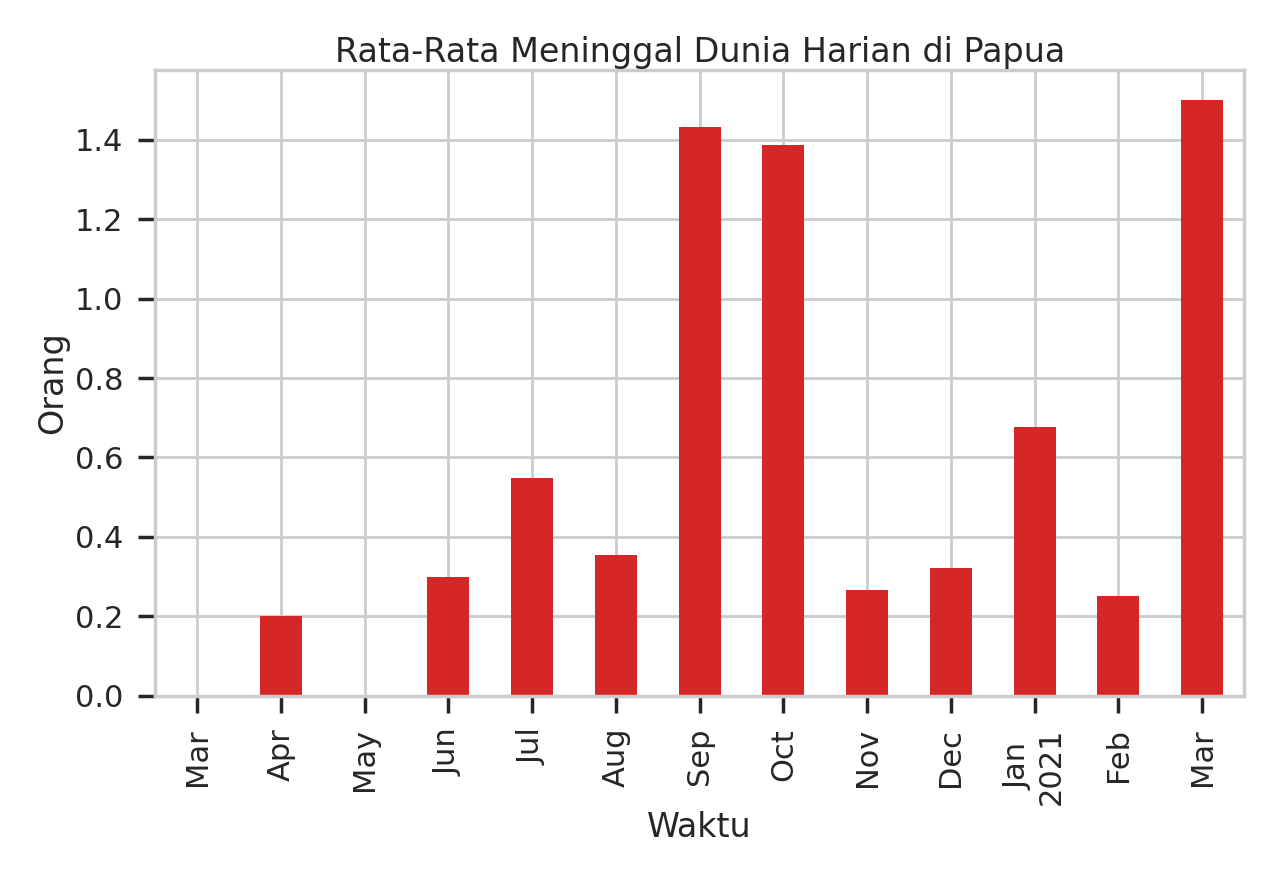 Rata-Rata Meninggal Dunia Harian di Papua
Orang
1.4
1.2
1.0
0.8
0.6
0.4
0.2
0.0
Mar
Apr
May
Jun
Jul
Aug
Sep
Oct
Nov
Dec
Jan
2021
Feb
Mar
Waktu